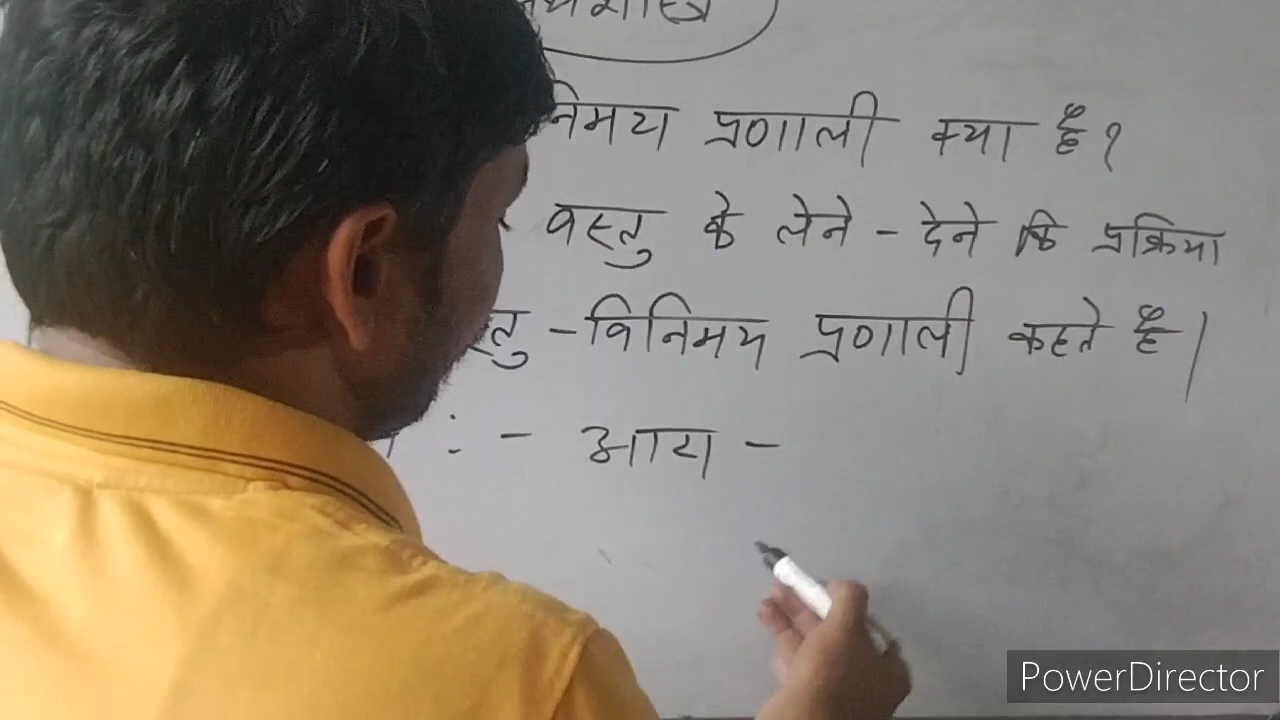 निमय प्रणाली क्या है?
वस्तु के लेने - देने कि प्रक्रिया
स्तु - विनिमय प्रणाली कहते है।
:- आय -
PowerDirector